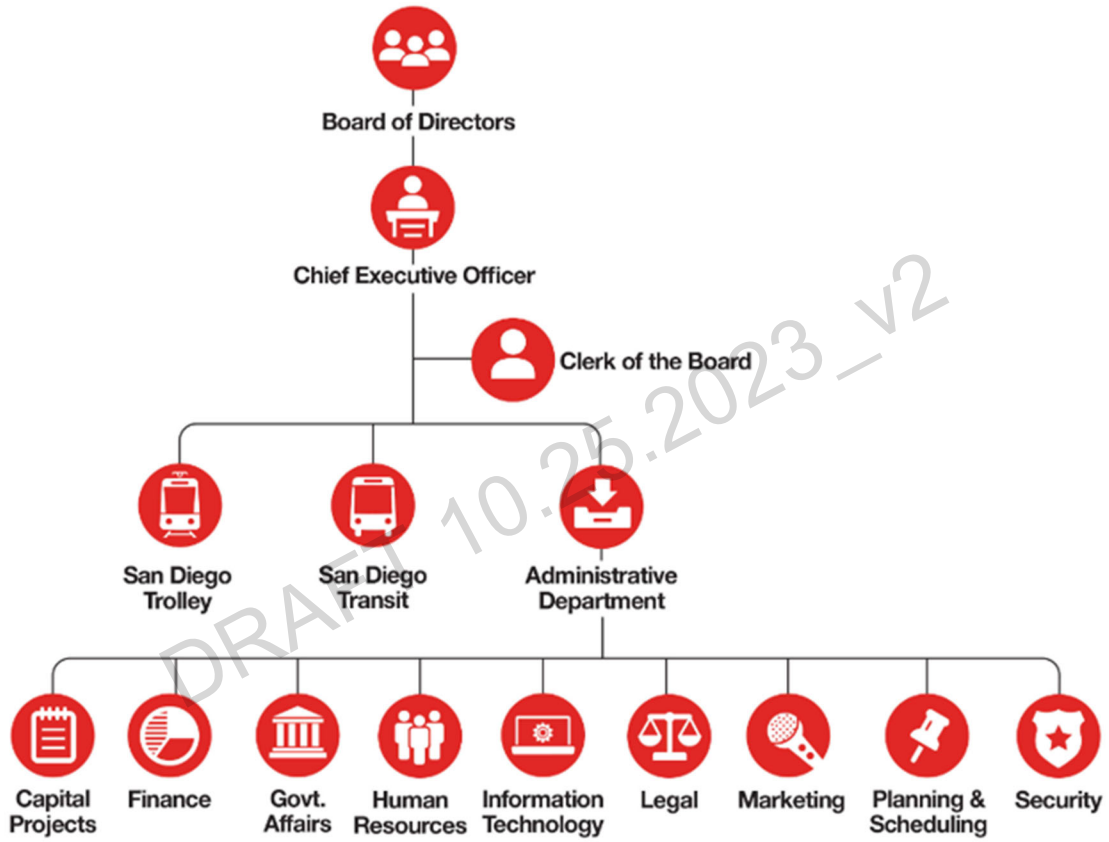 Board of Directors
Chief Executive Officer
Clerk of the Board
San Diego
Trolley
San Diego
Transit
Administrative
Department
DRAFT 10.25.2023_v2
Capital
Projects
Finance
Govt.
Affairs
Human
Resources
Information
Technology
Legal
Marketing
Planning &
Scheduling
Security